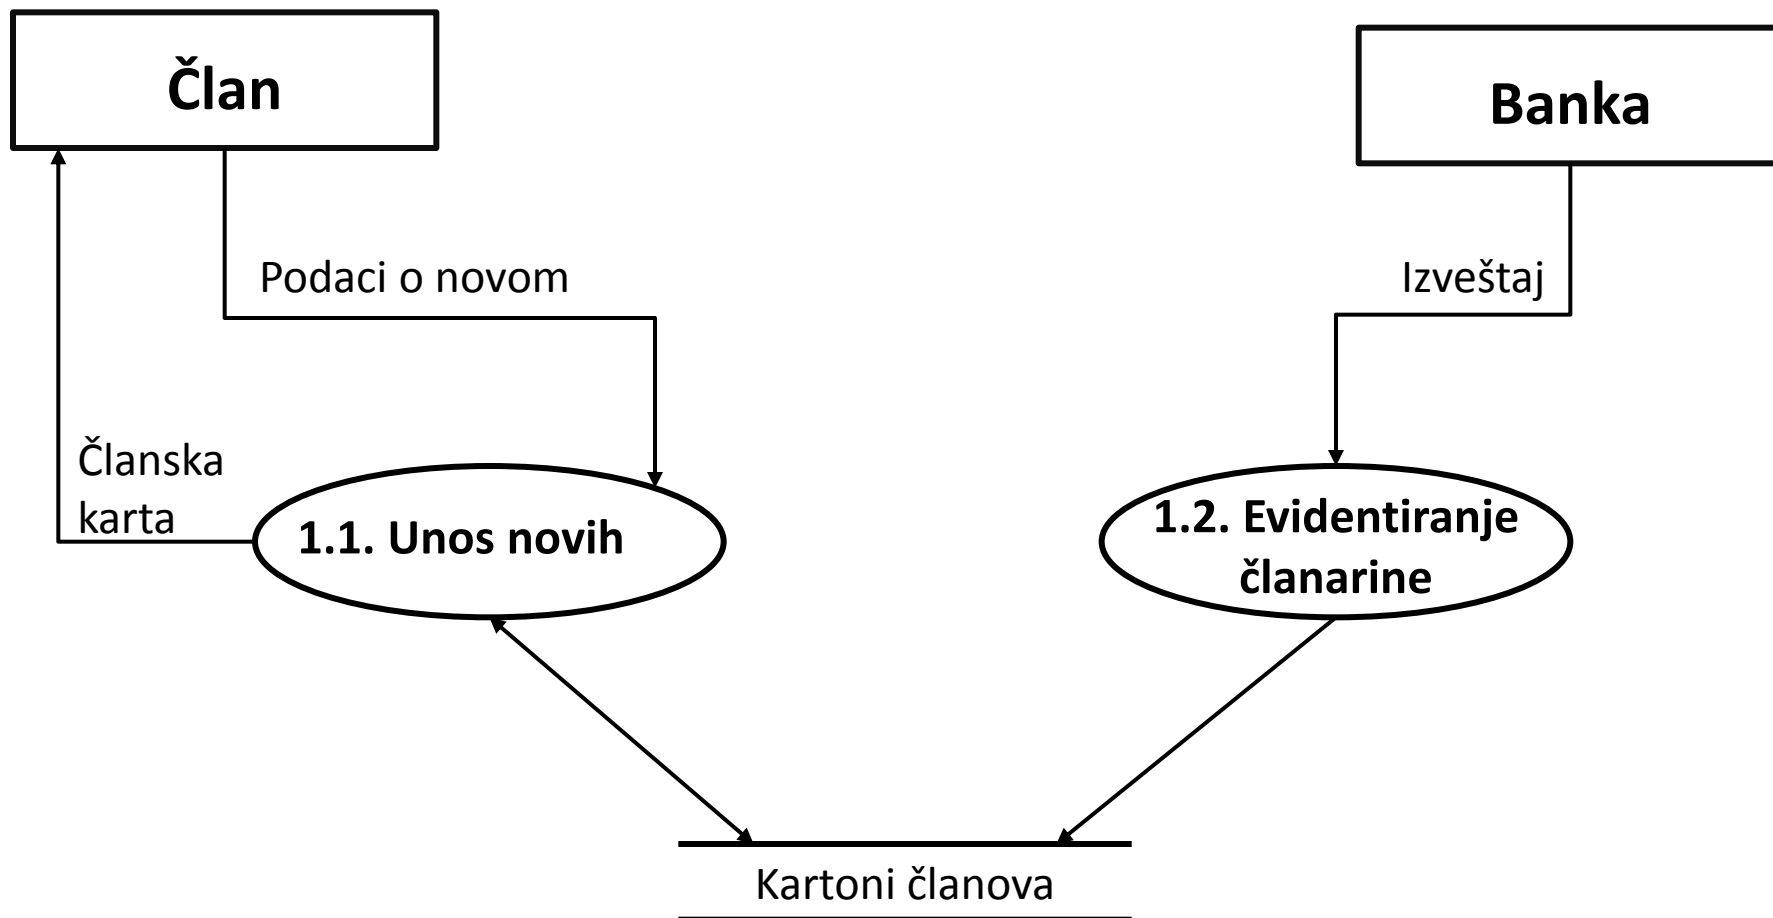 Član
Banka
Podaci o novom
Izveštaj
Članska
karta
1.1. Unos novih
1.2. Evidentiranje
članarine
Kartoni članova